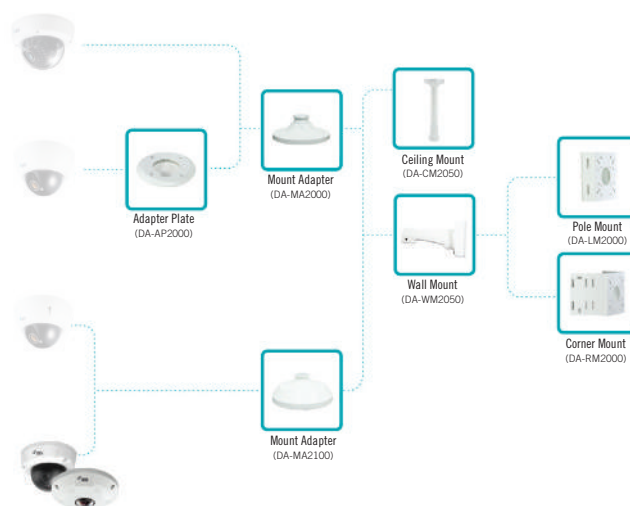 Adapter Plate
(DA-AP2000)
Mount Adapter
(DA-MA2000)
Ceiling Mount
(DA-CM2050)
Wall Mount
(DA-WM2050)
Pole Mount
(DA-LM2000)
Corner Mount
(DA-RM2000)
Mount Adapter
(DA-MA2100)